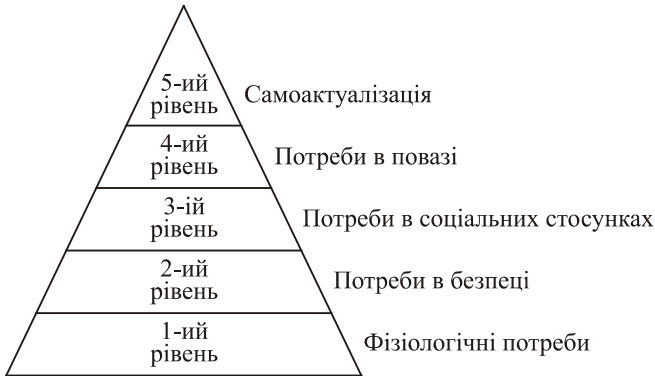 5-ий
рівень
Самоактуалізація
4-ий
рівень
Потреби в повазі
3-ій
рівень
Потреби в соціальних стосунках
2-ий
рівень
Потреби в безпеці
1-ий
рівень
Фізіологічні потреби